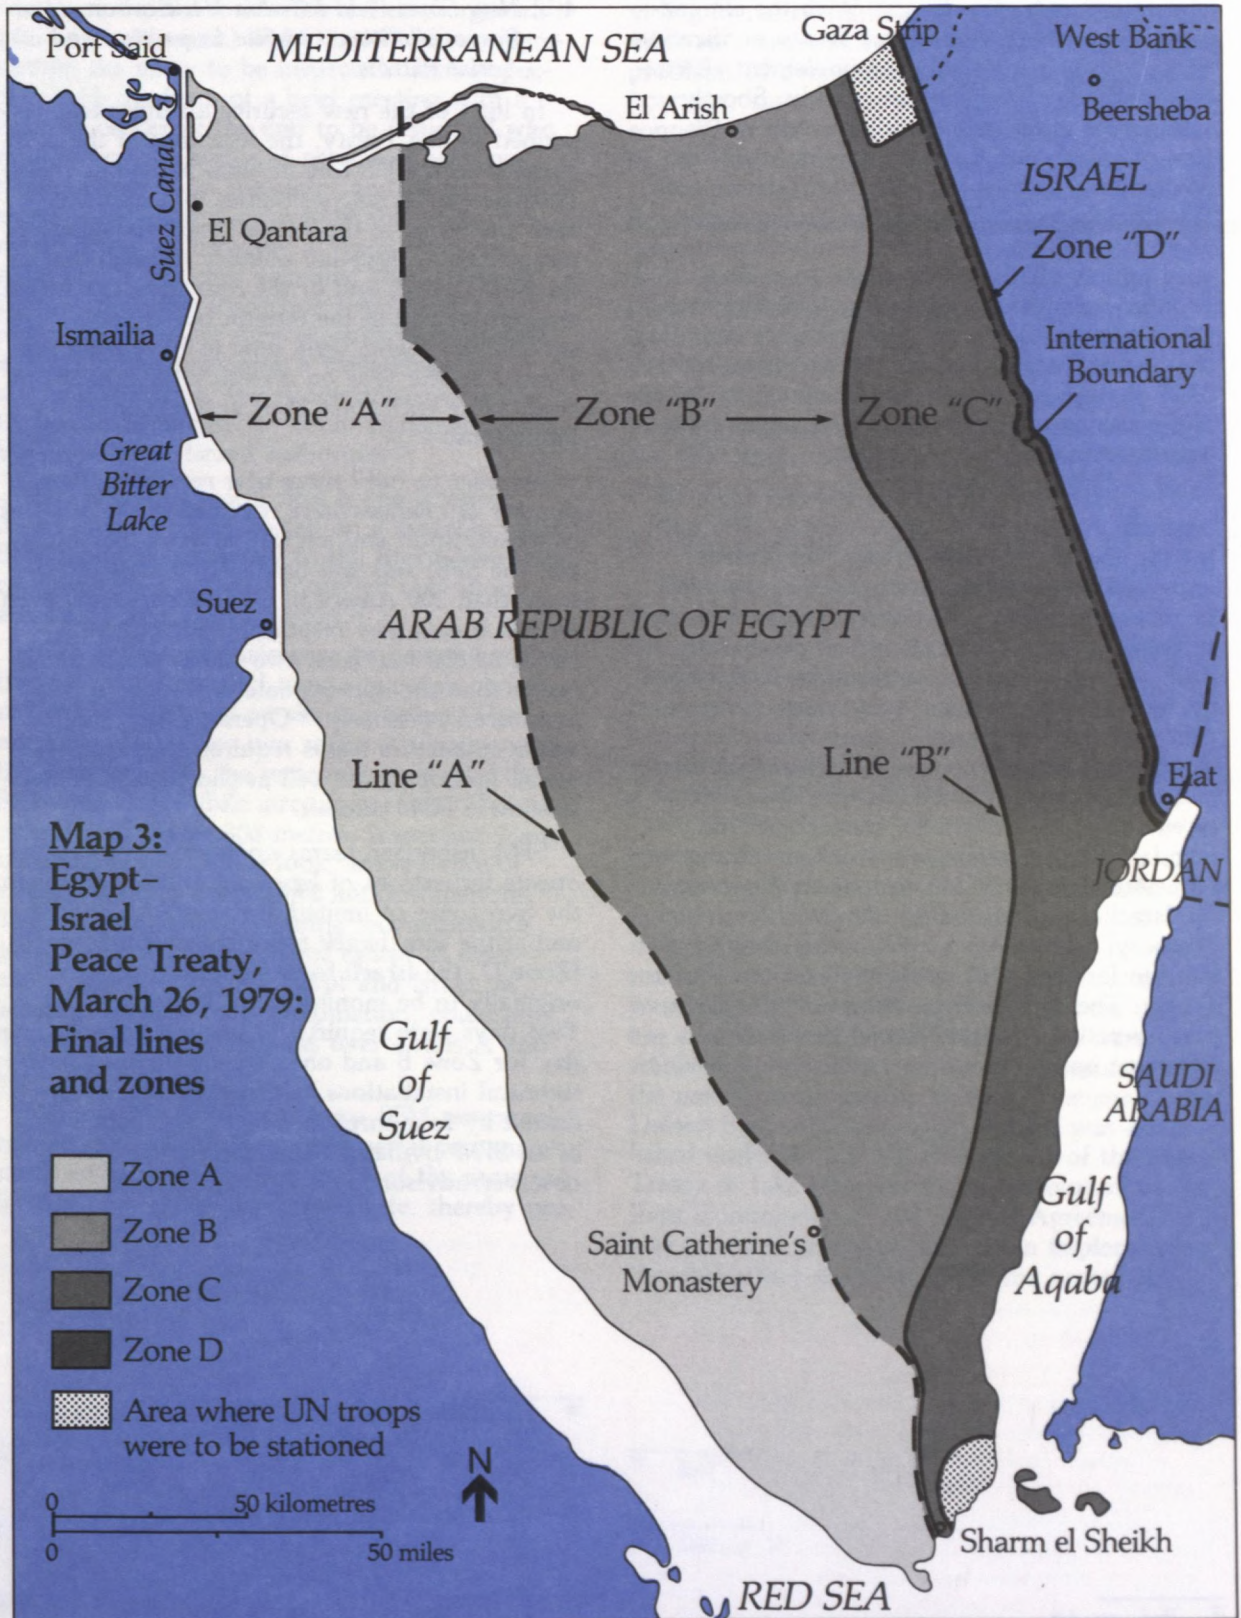 Port Said
MEDITERRANEAN SEA
Gaza Strip
West Bank
Beersheba
El Arish
ISRAEL
Suez Canal
El Qantara
Zone "D"
Ismailia
International
Boundary
Zone "A"
Zone "B"
Zone "C"
Great
Bitter
Lake
Suez
ARAB REPUBLIC OF EGYPT
Line "A"
Line "B"
Elat
JORDAN
Map 3:
Egypt–
Israel
Peace Treaty,
March 26, 1979:
Final lines
and zones
Gulf
of
Suez
SAUDI
ARABIA
Gulf
of
Aqaba
Saint Catherine's
Monastery
Zone A
Zone B
Zone C
Zone D
Area where UN troops
were to be stationed
N
0 50 kilometres
0 50 miles
Sharm el Sheikh
RED SEA